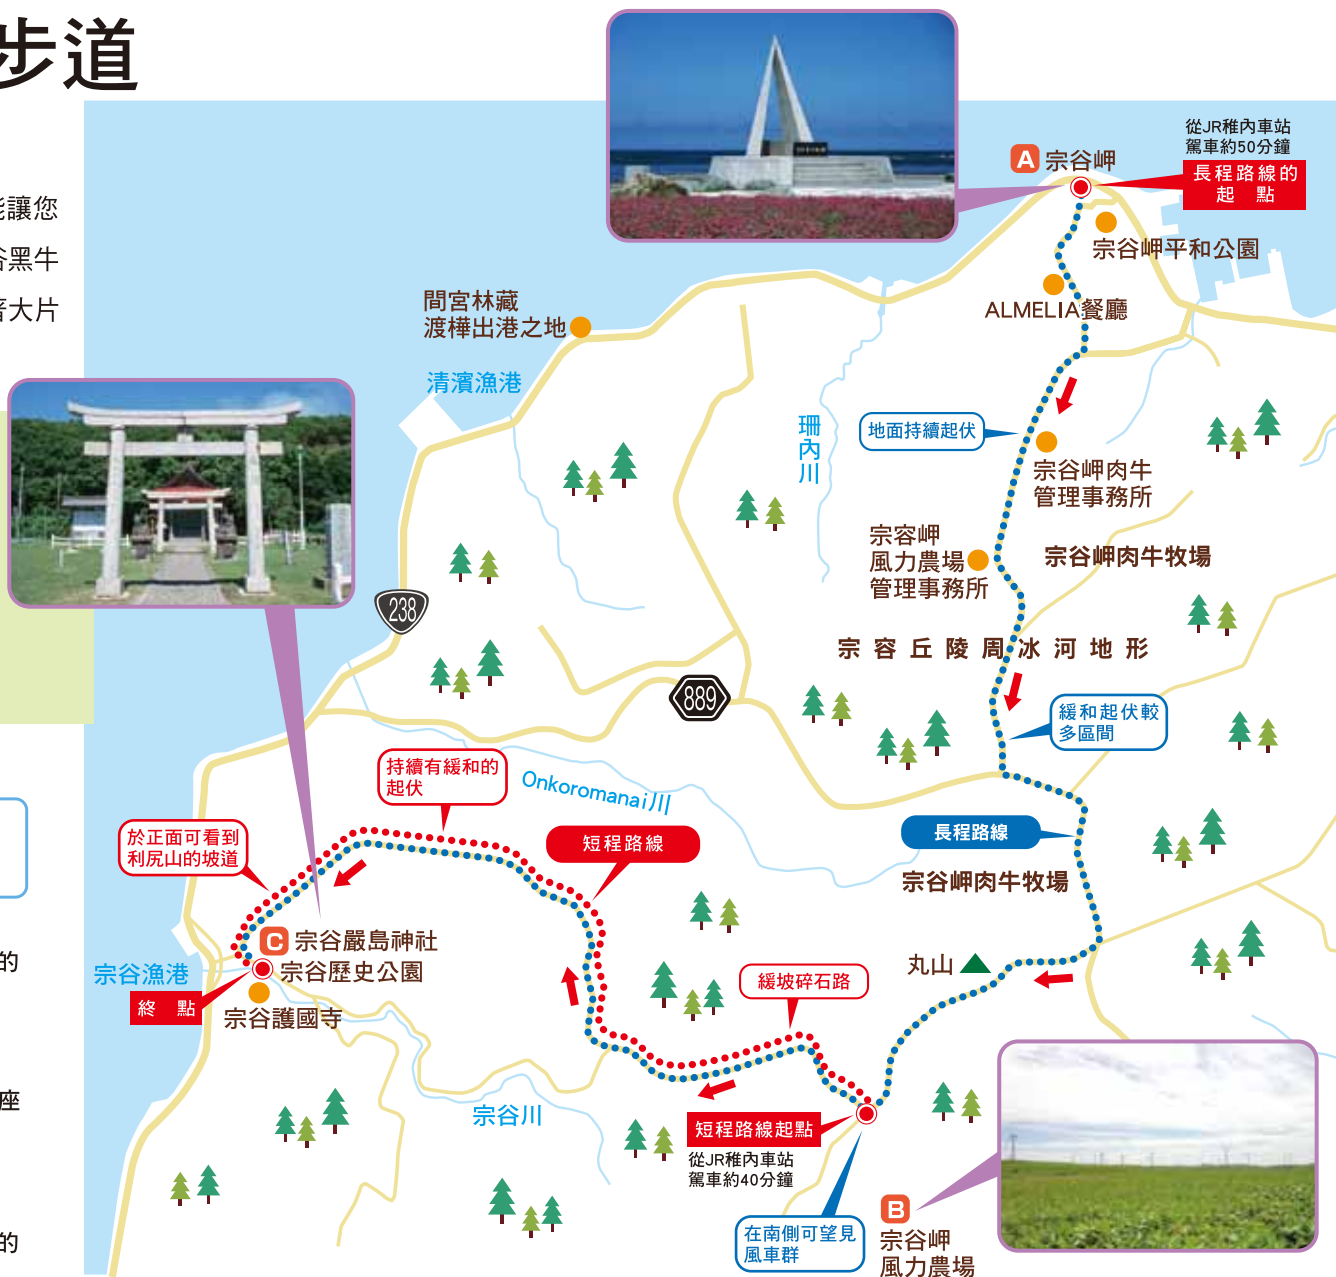 步道
能讓您
谷黑牛
著大片
的
座
的
從JR稚內車站
駕車約50分鐘
長程路線的
起 點
A 宗谷岬
宗谷岬平和公園
ALMELIA餐廳
間宮林藏
渡樺出港之地
清濱漁港
珊內川
地面持續起伏
宗谷岬肉牛
管理事務所
宗容岬
風力農場
管理事務所
宗谷岬肉牛牧場
238
宗容丘陵周冰河地形
889
緩和起伏較
多區間
持續有緩和的
起伏
Onkoromanai川
於正面可看到
利尻山的坡道
短程路線
長程路線
宗谷岬肉牛牧場
C 宗谷嚴島神社
宗谷歷史公園
宗谷漁港
終 點
宗谷護國寺
丸山
緩坡碎石路
宗谷川
短程路線起點
從JR稚內車站
駕車約40分鐘
在南側可望見
風車群
B
宗谷岬
風力農場